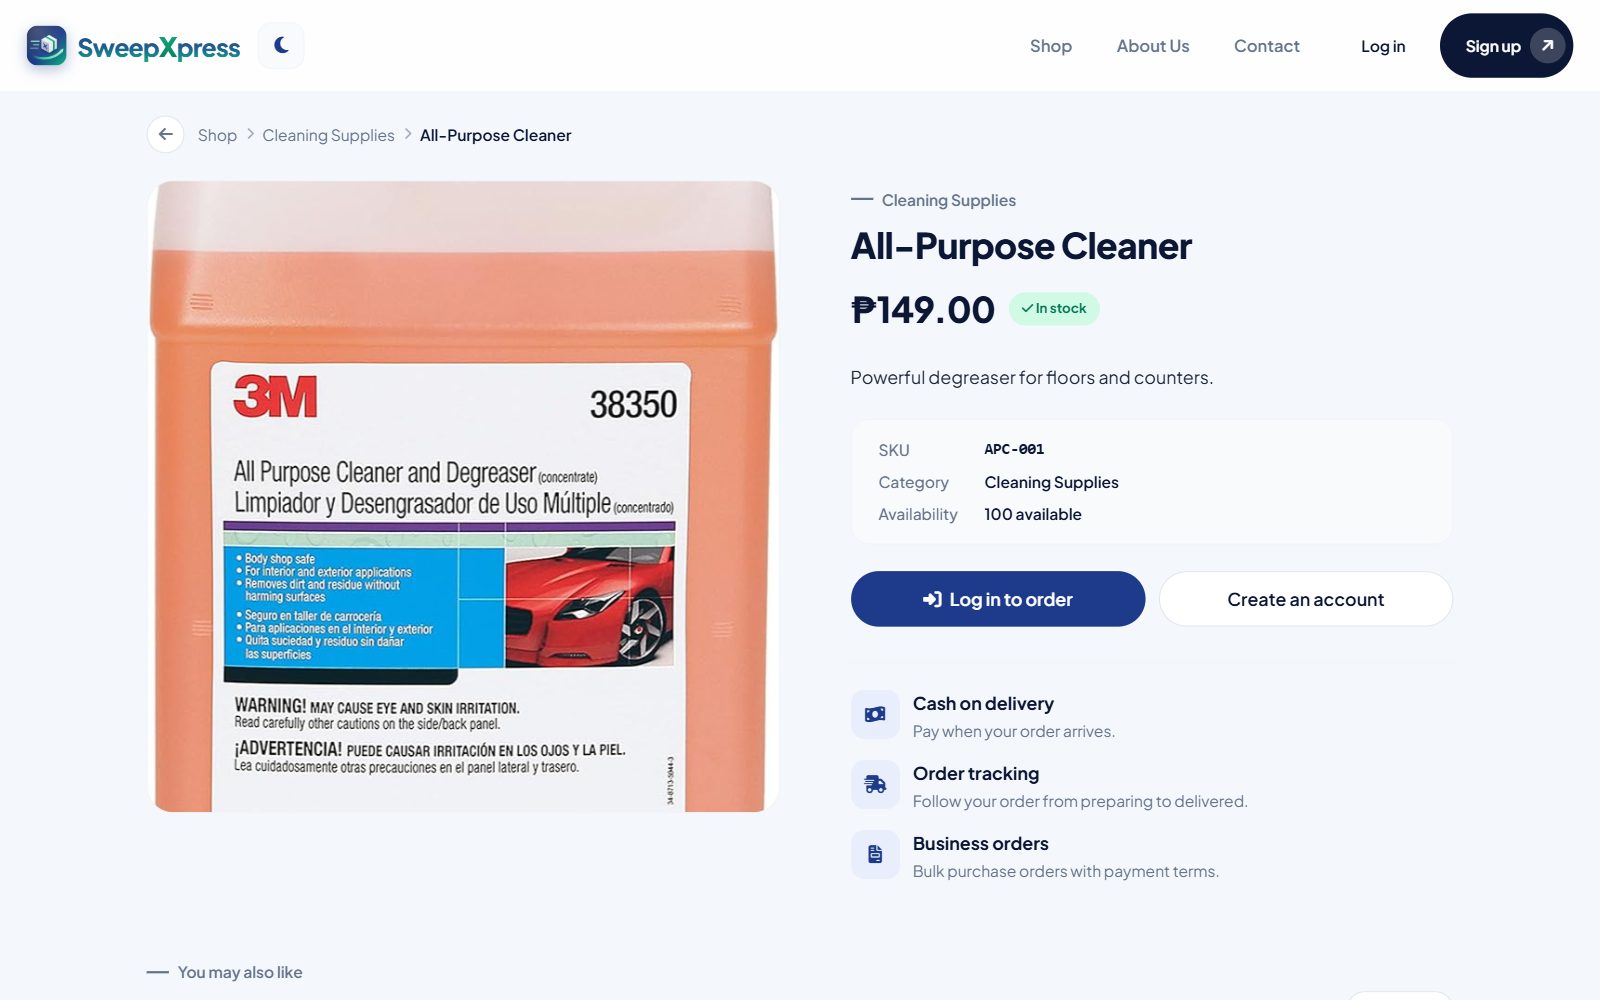 SweepXpress
Shop
About Us
Contact
Log in
Sign up
Shop
Cleaning Supplies
All-Purpose Cleaner
3M
38350
All Purpose Cleaner and Degreaser (concentrate)
Limpiador y Desengrasador de Uso Múltiple (concentrado)
• Body shop safe
• For interior and exterior applications
• Removes dirt and residue without
harming surfaces
• Seguro en taller de carrocería
• Para aplicaciones en el interior y exterior
• Quita suciedad y residuo sin dañar
las superficies
WARNING! MAY CAUSE EYE AND SKIN IRRITATION.
Read carefully other cautions on the side/back panel.
¡ADVERTENCIA! PUEDE CAUSAR IRRITACIÓN EN LOS OJOS Y LA PIEL.
Lea cuidadosamente otras precauciones en el panel lateral y trasero.
Cleaning Supplies
All-Purpose Cleaner
₱149.00
In stock
Powerful degreaser for floors and counters.
SKU APC-001
Category Cleaning Supplies
Availability 100 available
Log in to order
Create an account
Cash on delivery
Pay when your order arrives.
Order tracking
Follow your order from preparing to delivered.
Business orders
Bulk purchase orders with payment terms.
You may also like